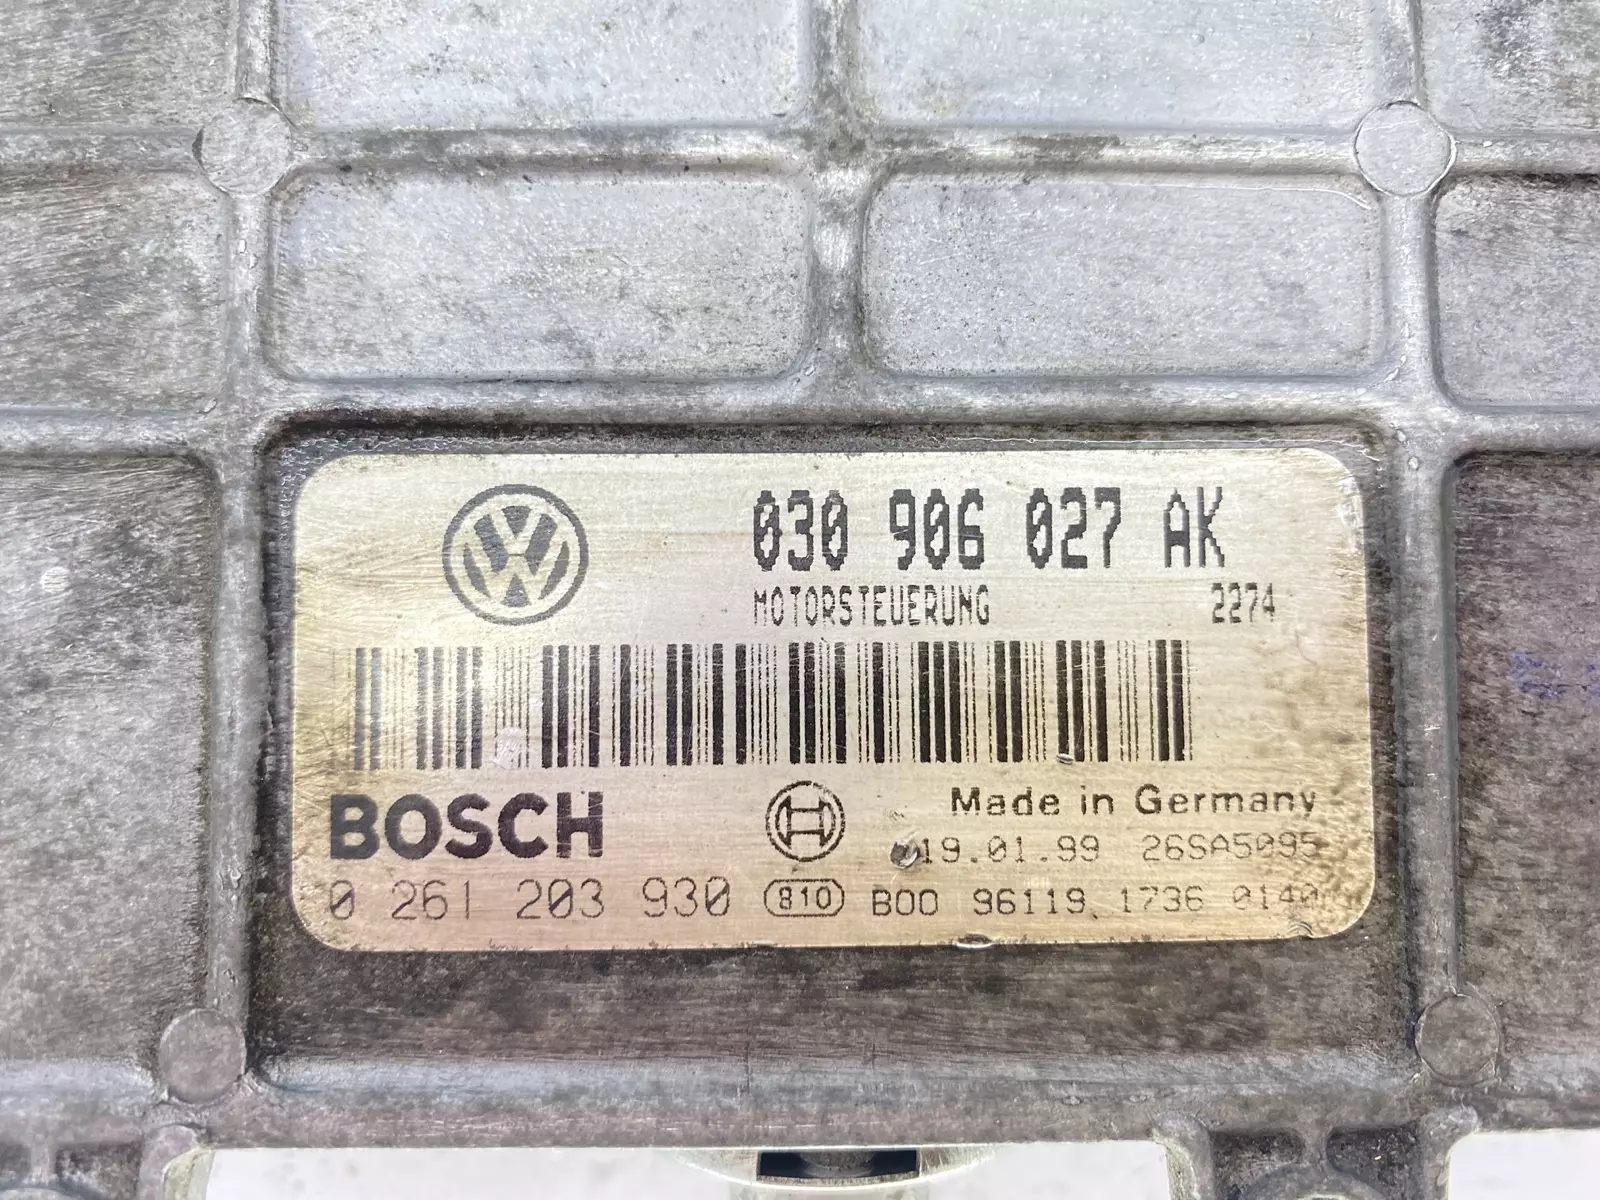 030 906 027 AK
MOTORSTEUERUNG 2274
BOSCH
Made in Germany
19.01.99 26SA5095
0 261 203 930 810 B00 96119 1736 0140